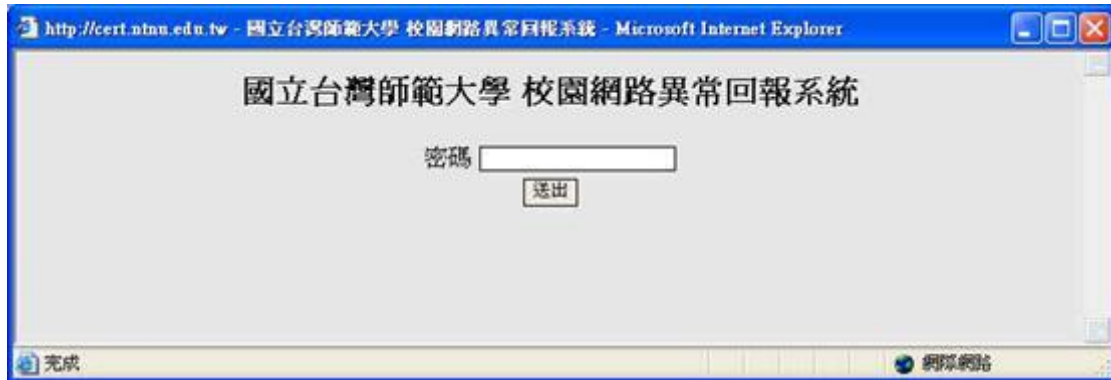 http://cert.ntnu.edu.tw - 國立台灣師範大學 校園網路異常回報系統 - Microsoft Internet Explorer
國立台灣師範大學 校園網路異常回報系統
密碼
送出
完成
網際網路